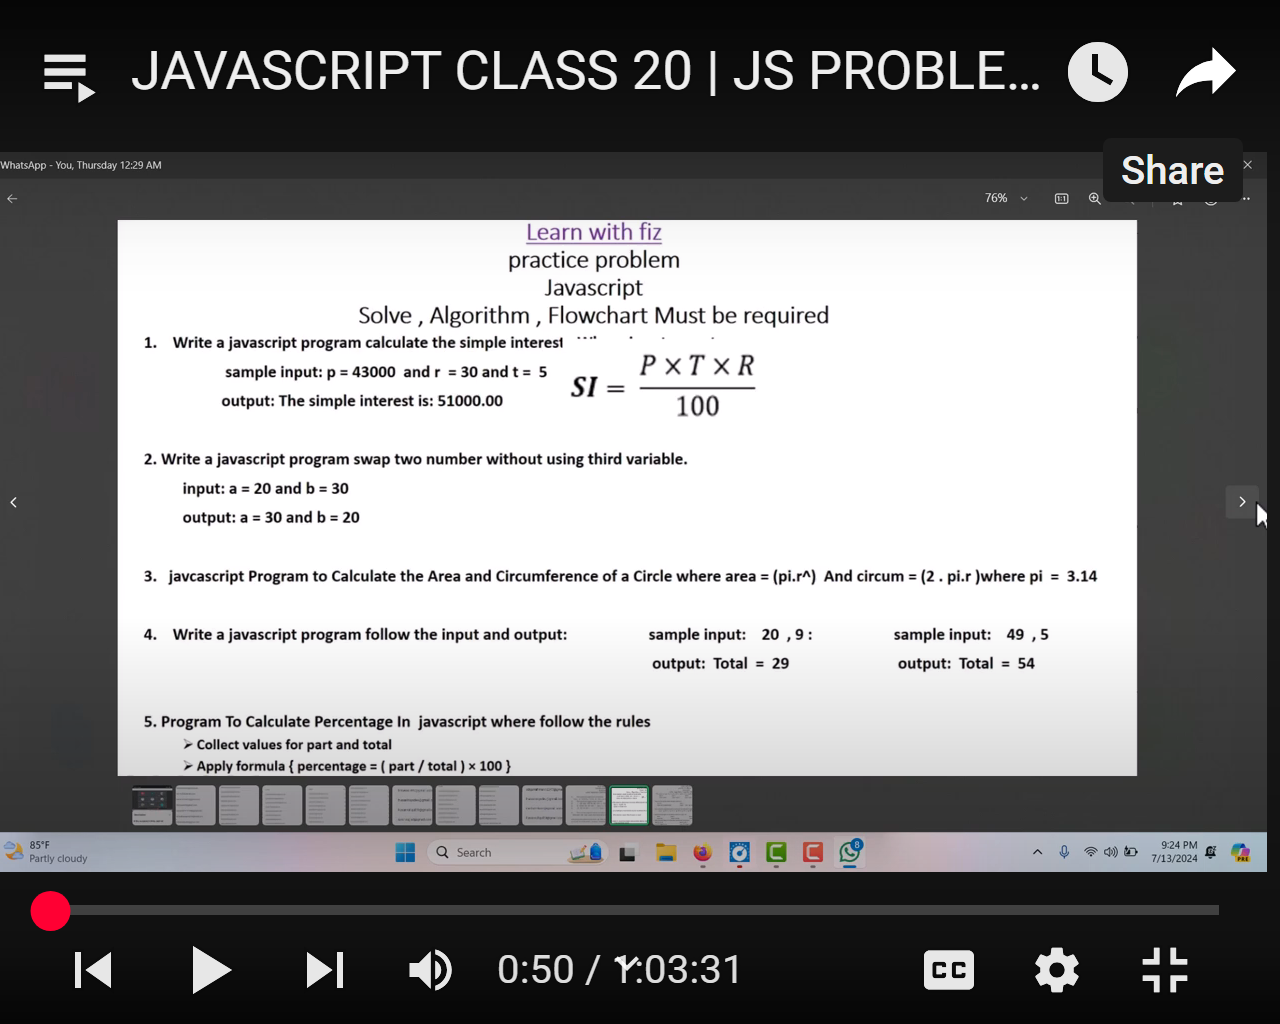 JAVASCRIPT CLASS 20 | JS PROBLE...
Share
WhatsApp - You, Thursday 12:29 AM
76%
Learn with fiz
practice problem
Javascript
Solve , Algorithm , Flowchart Must be required
1. Write a javascript program calculate the simple interest
sample input: p = 43000 and r = 30 and t = 5
output: The simple interest is: 51000.00
SI = P × T × R
100
2. Write a javascript program swap two number without using third variable.
input: a = 20 and b = 30
output: a = 30 and b = 20
3. javcascript Program to Calculate the Area and Circumference of a Circle where area = (pi.r^) And circum = (2 . pi.r )where pi = 3.14
4. Write a javascript program follow the input and output: sample input: 20 , 9 : sample input: 49 , 5
output: Total = 29 output: Total = 54
5. Program To Calculate Percentage In javascript where follow the rules
➢ Collect values for part and total
➢ Apply formula { percentage = ( part / total ) × 100 }
85°F
Partly cloudy
Search
8
9:24 PM
7/13/2024
PRE
0:50 / 1:03:31
CC